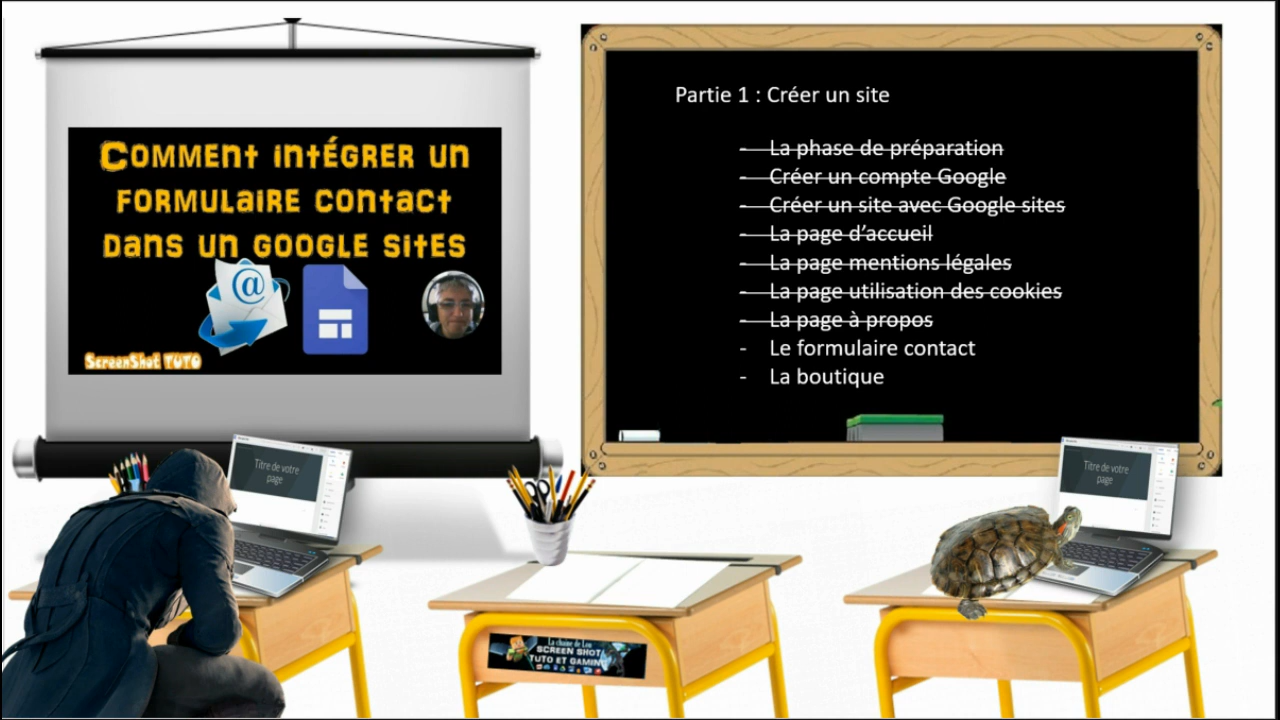 Comment intégrer un
formulaire contact
dans un google sites
@
ScreenShot TUTO
Partie 1 : Créer un site
- La phase de préparation
- Créer un compte Google
- Créer un site avec Google sites
- La page d’accueil
- La page mentions légales
- La page utilisation des cookies
- La page à propos
- Le formulaire contact
- La boutique
Titre de votre
page
Titre de votre
page
La chaine de Leo
SCREEN SHOT
TUTO ET GAMING